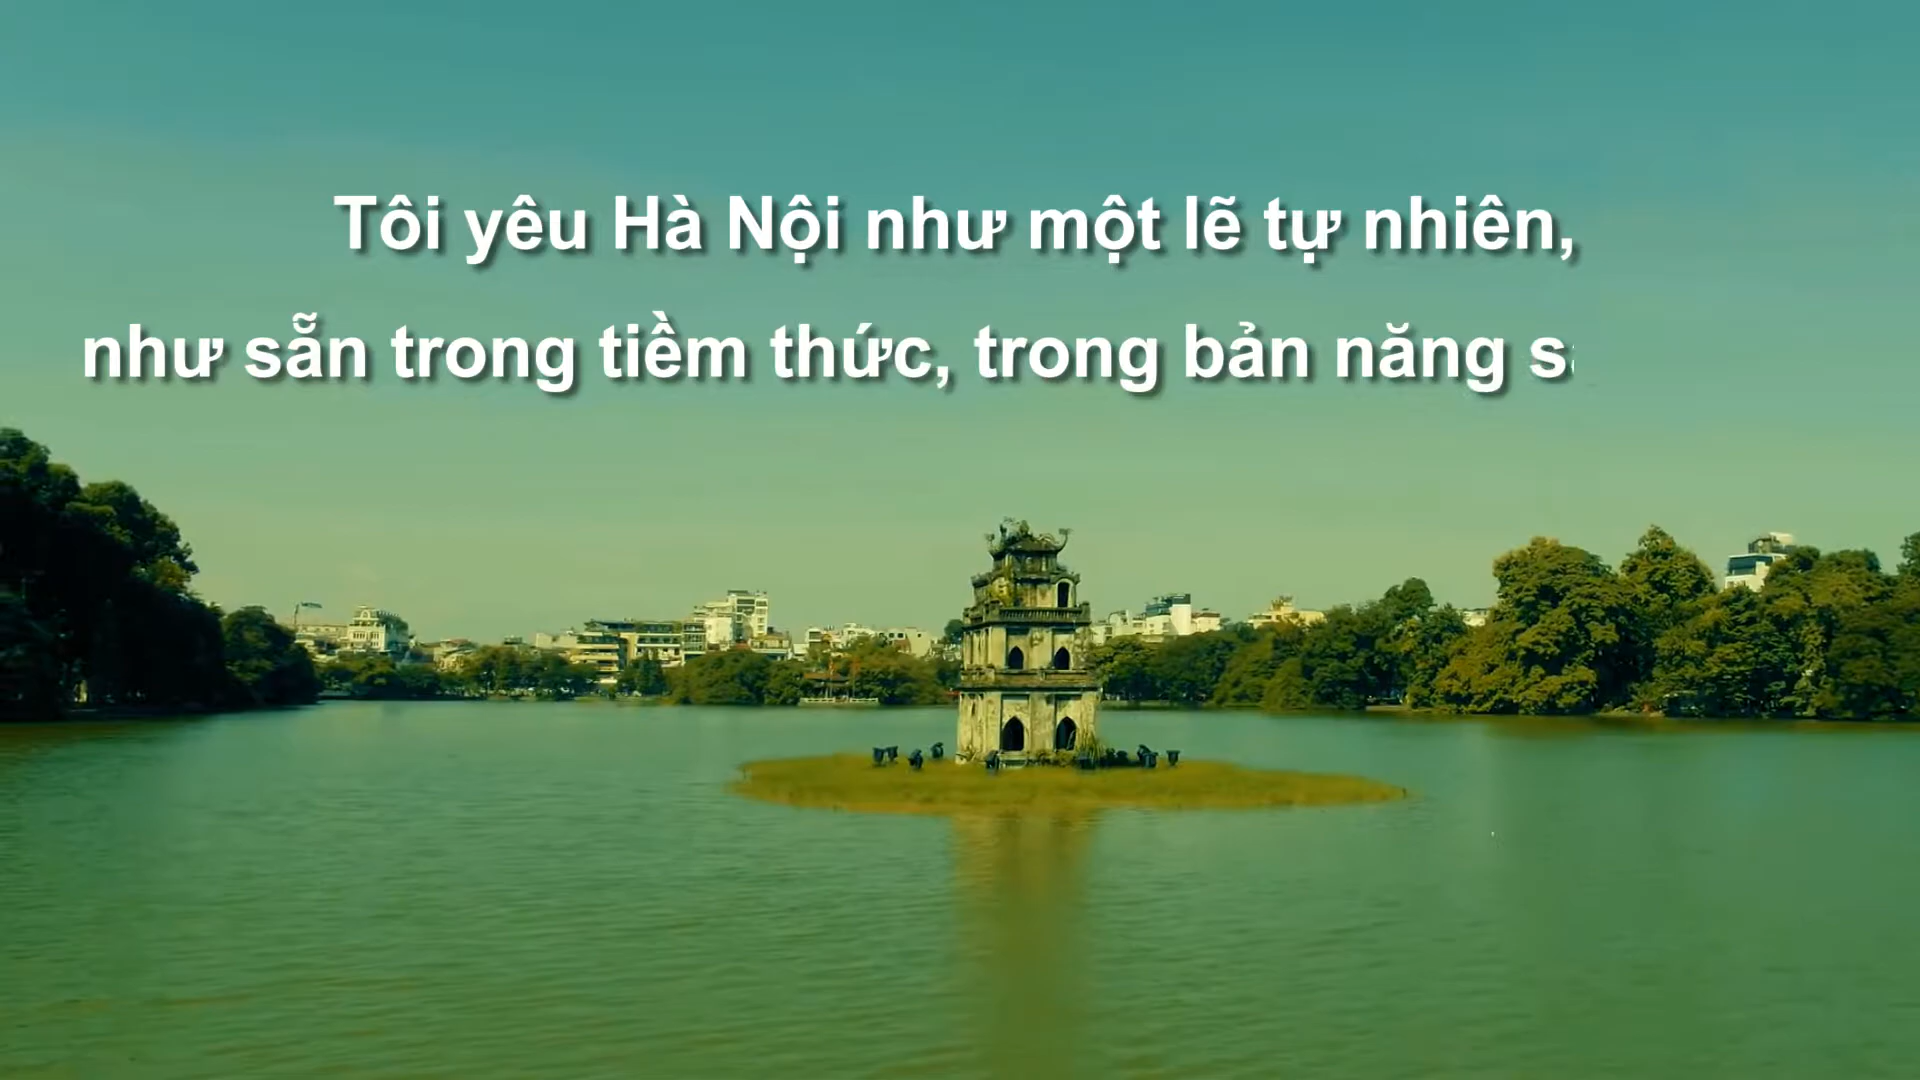 Tôi yêu Hà Nội như một lẽ tự nhiên,
như sẵn trong tiềm thức, trong bản năng